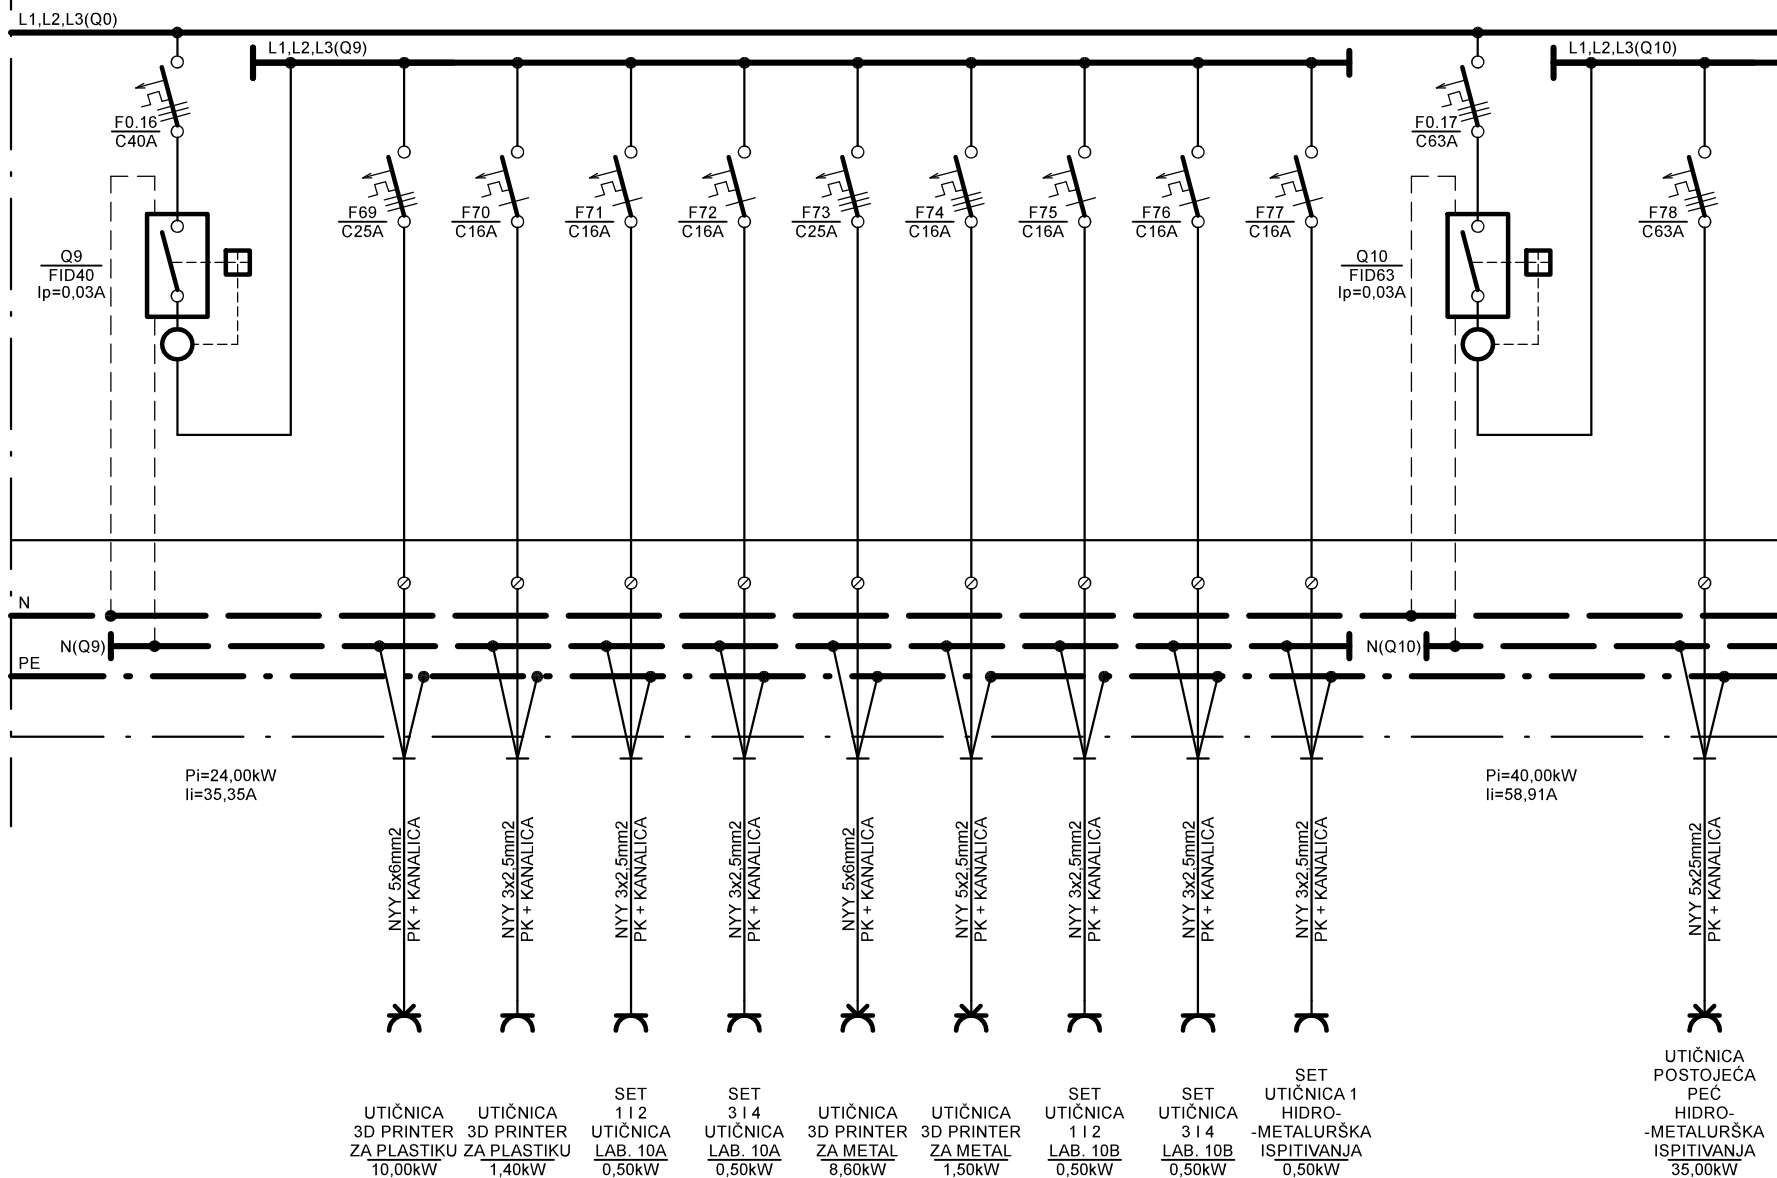 L1,L2,L3(Q0)
L1,L2,L3(Q9)
L1,L2,L3(Q10)
F0.16
C40A
F0.17
C63A
F69
C25A
F70
C16A
F71
C16A
F72
C16A
F73
C25A
F74
C16A
F75
C16A
F76
C16A
F77
C16A
F78
C63A
Q9
FID40
Ip=0,03A
Q10
FID63
Ip=0,03A
N
N(Q9)
N(Q10)
PE
Pi=24,00kW
Ii=35,35A
Pi=40,00kW
Ii=58,91A
NYY 5x6mm2
PK + KANALICA
NYY 3x2,5mm2
PK + KANALICA
NYY 3x2,5mm2
PK + KANALICA
NYY 3x2,5mm2
PK + KANALICA
NYY 5x6mm2
PK + KANALICA
NYY 5x2,5mm2
PK + KANALICA
NYY 3x2,5mm2
PK + KANALICA
NYY 3x2,5mm2
PK + KANALICA
NYY 3x2,5mm2
PK + KANALICA
NYY 5x25mm2
PK + KANALICA
UTIČNICA
3D PRINTER
ZA PLASTIKU
10,00kW
UTIČNICA
3D PRINTER
ZA PLASTIKU
1,40kW
SET
1 I 2
UTIČNICA
LAB. 10A
0,50kW
SET
3 I 4
UTIČNICA
LAB. 10A
0,50kW
UTIČNICA
3D PRINTER
ZA METAL
8,60kW
UTIČNICA
3D PRINTER
ZA METAL
1,50kW
SET
UTIČNICA
1 I 2
LAB. 10B
0,50kW
SET
UTIČNICA
3 I 4
LAB. 10B
0,50kW
SET
UTIČNICA 1
HIDRO-
-METALURŠKA
ISPITIVANJA
0,50kW
UTIČNICA
POSTOJEĆA
PEĆ
HIDRO-
-METALURŠKA
ISPITIVANJA
35,00kW